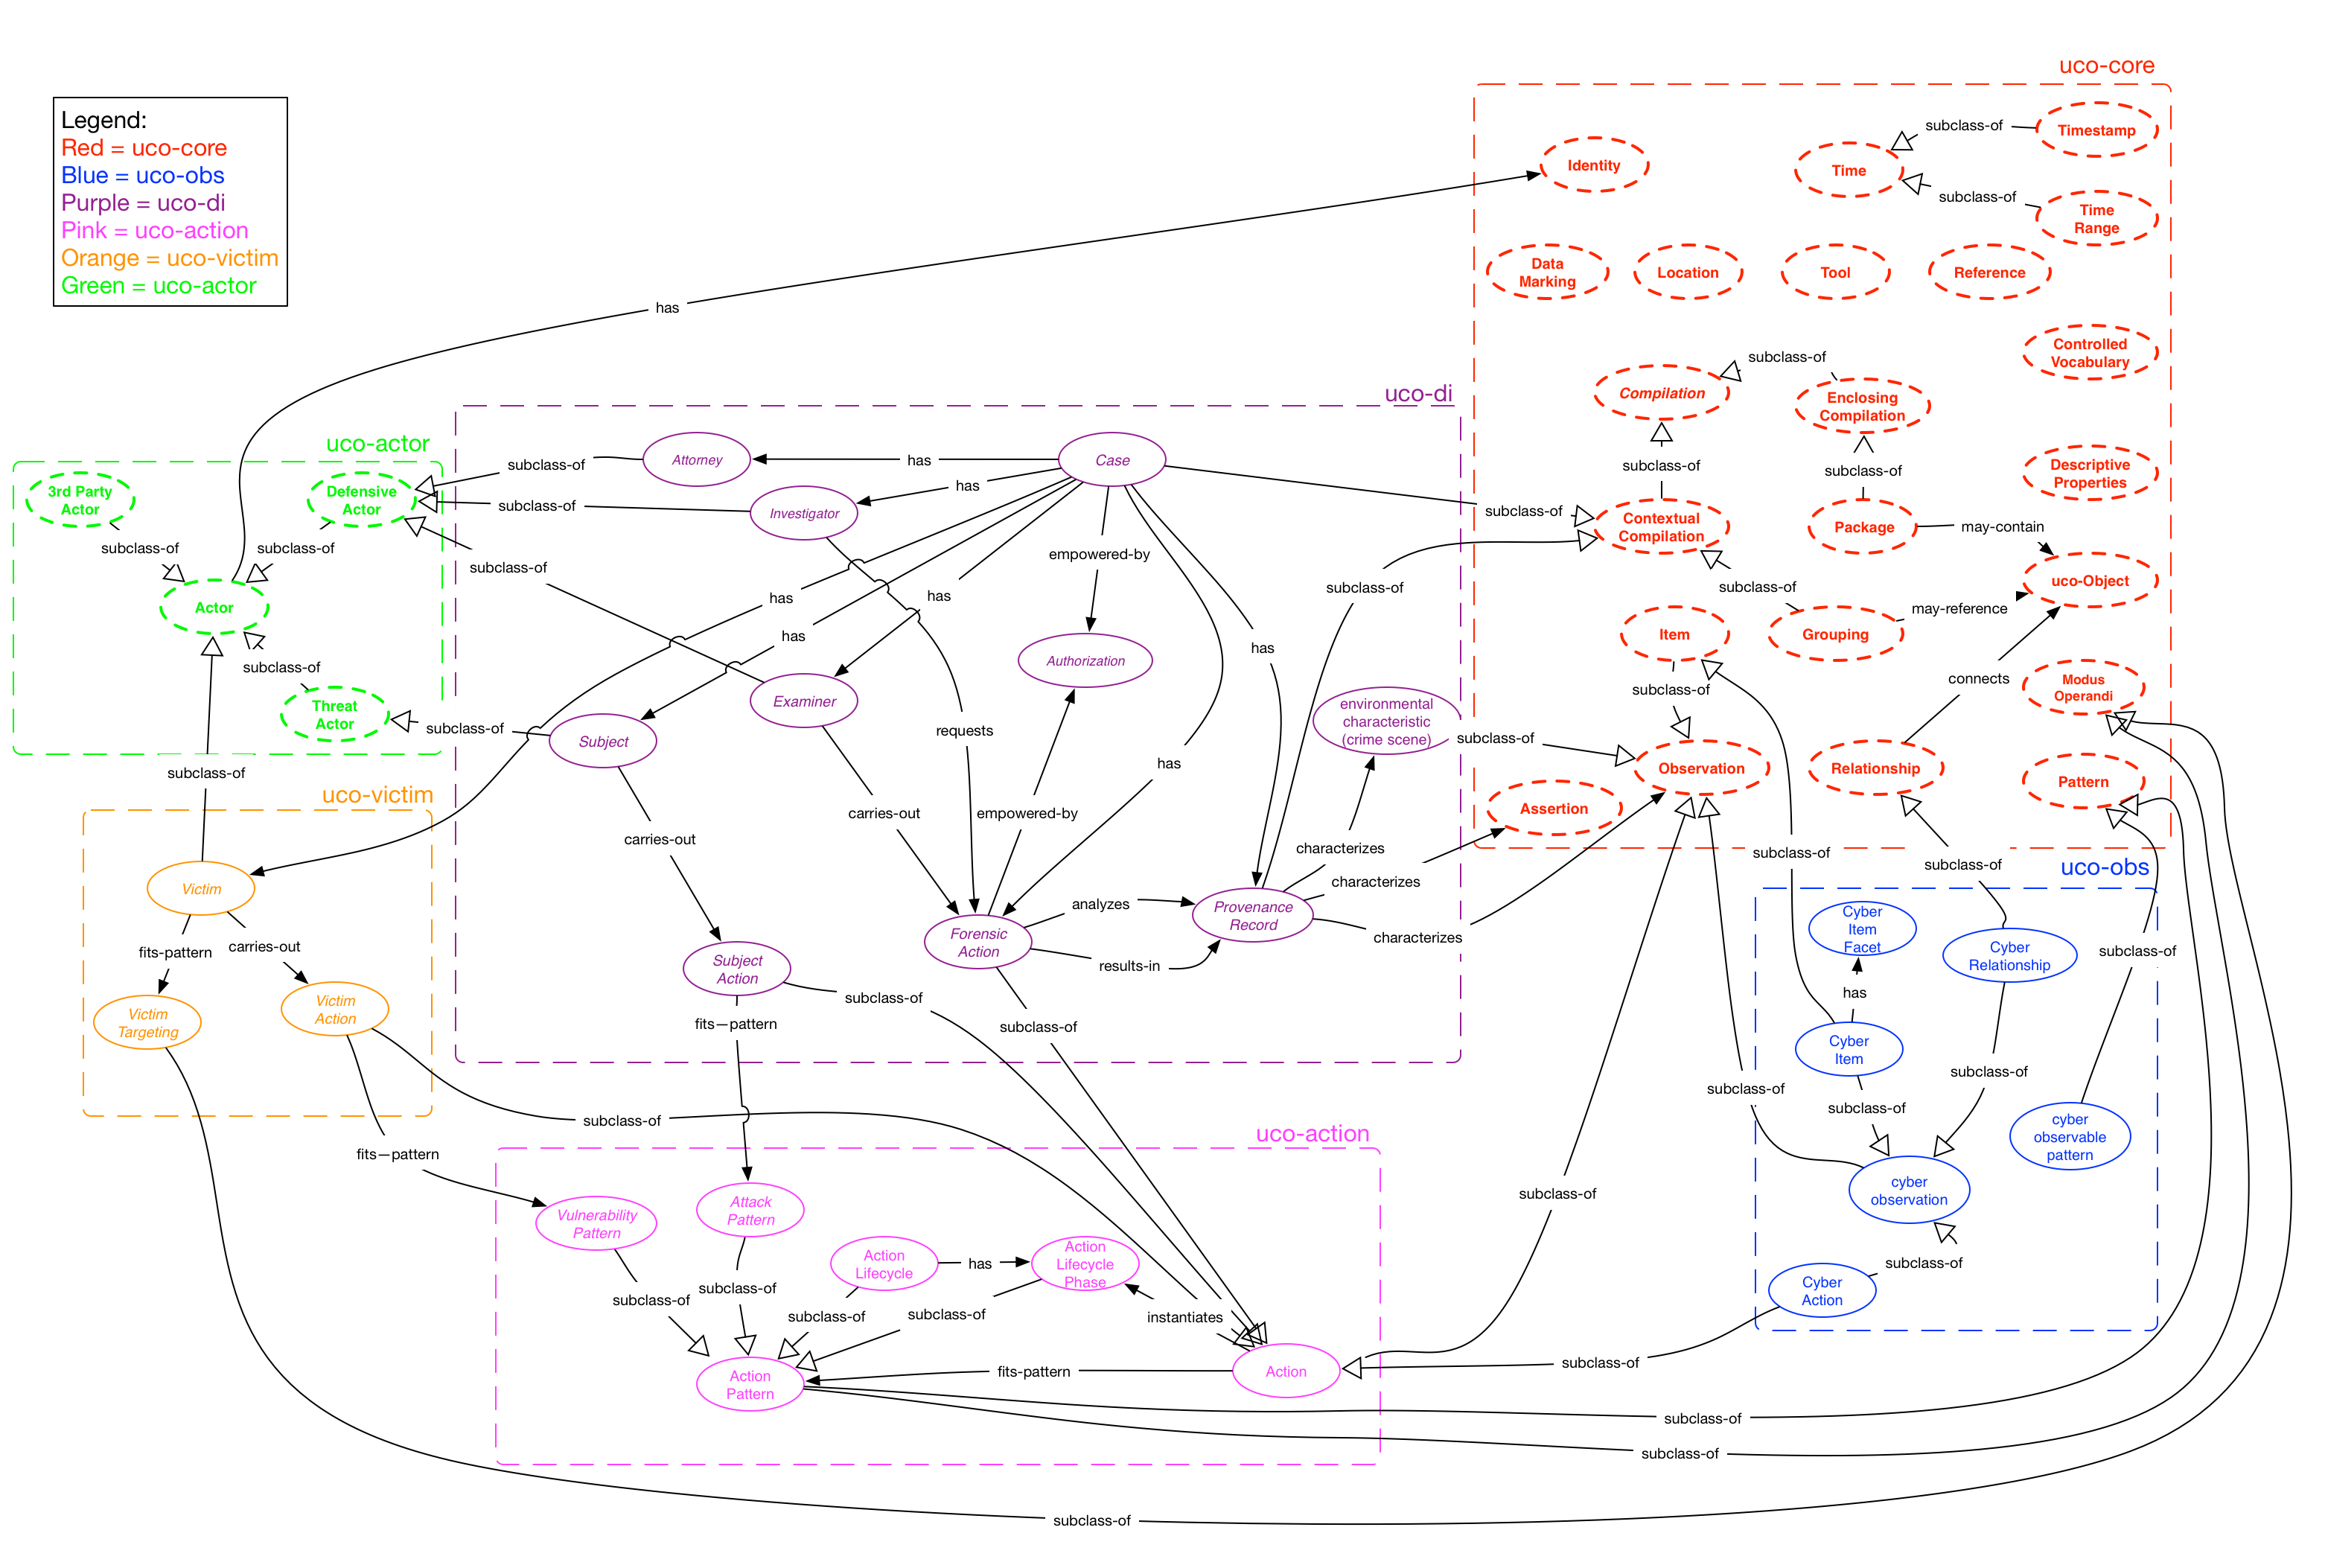 uco-core
Legend:
Red = uco-core
Blue = uco-obs
Purple = uco-di
Pink = uco-action
Orange = uco-victim
Green = uco-actor
subclass-of
Timestamp
Identity
Time
subclass-of
Time
Range
Data
Marking
Location
Tool
Reference
has
Controlled
Vocabulary
subclass-of
Compilation
Enclosing
Compilation
subclass-of
subclass-of
Descriptive
Properties
Contextual
Compilation
Package
may-contain
uco-Object
subclass-of
may-reference
Item
Grouping
subclass-of
connects
Modus
Operandi
Observation
Relationship
Pattern
Assertion
uco-di
Attorney
has
Case
subclass-of
has
Investigator
subclass-of
subclass-of
empowered-by
subclass-of
has
has
has
has
subclass-of
Authorization
Examiner
Subject
subclass-of
environmental
characteristic
(crime scene)
subclass-of
requests
has
carries-out
empowered-by
carries-out
characterizes
characterizes
analyzes
Provenance
Record
characterizes
Forensic
Action
results-in
Subject
Action
subclass-of
fits—pattern
subclass-of
uco-actor
3rd Party
Actor
Defensive
Actor
subclass-of
subclass-of
Actor
subclass-of
Threat
Actor
subclass-of
uco-victim
Victim
fits-pattern
carries-out
Victim
Targeting
Victim
Action
subclass-of
fits—pattern
uco-action
Vulnerability
Pattern
Attack
Pattern
Action
Lifecycle
has
Action
Lifecycle
Phase
subclass-of
subclass-of
subclass-of
subclass-of
instantiates
Action
Pattern
fits-pattern
Action
subclass-of
subclass-of
subclass-of
subclass-of
subclass-of
subclass-of
subclass-of
uco-obs
Cyber
Item
Facet
Cyber
Relationship
subclass-of
has
Cyber
Item
subclass-of
subclass-of
subclass-of
cyber
observable
pattern
cyber
observation
subclass-of
Cyber
Action